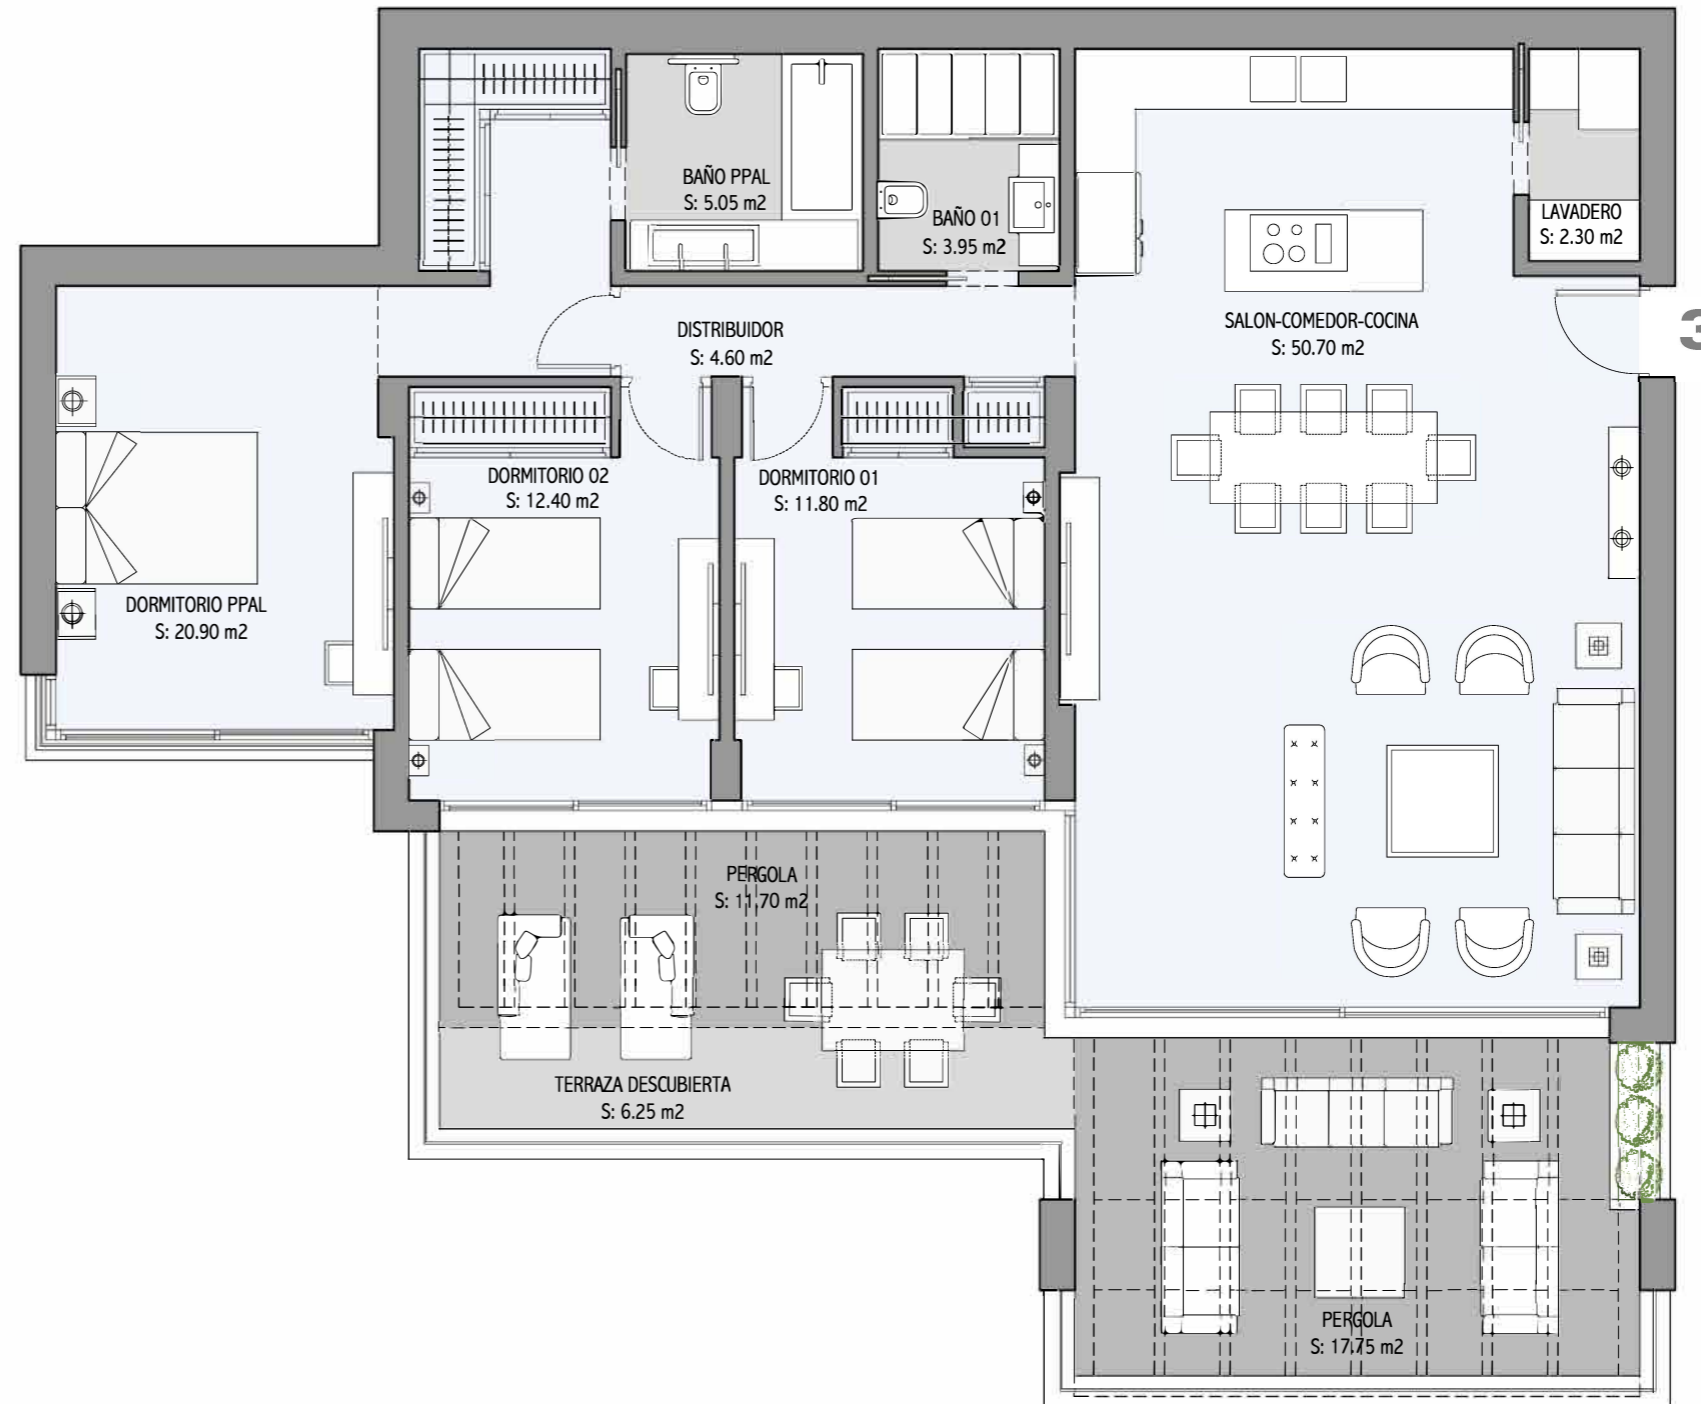 BAÑO PPAL
S: 5.05 m2
BAÑO 01
S: 3.95 m2
LAVADERO
S: 2.30 m2
DISTRIBUIDOR
S: 4.60 m2
SALON-COMEDOR-COCINA
S: 50.70 m2
3
DORMITORIO 02
S: 12.40 m2
DORMITORIO 01
S: 11.80 m2
DORMITORIO PPAL
S: 20.90 m2
PERGOLA
S: 11.70 m2
TERRAZA DESCUBIERTA
S: 6.25 m2
PERGOLA
S: 17.75 m2